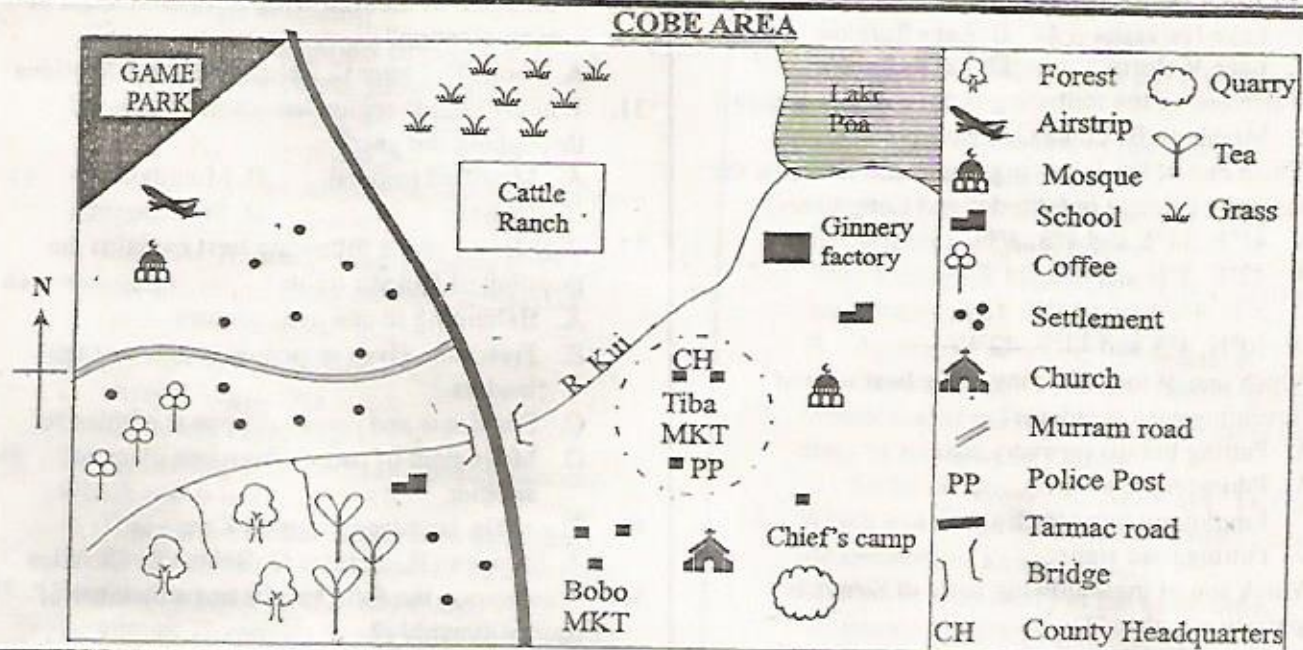 COBE AREA
GAME
PARK
Lake
Poa
Cattle
Ranch
Ginnery
factory
N
R. Kui
CH
Tiba
MKT
PP
Chief's camp
Bobo
MKT
Forest
Quarry
Airstrip
Tea
Mosque
School
Grass
Coffee
Settlement
Church
Murram road
PP Police Post
Tarmac road
Bridge
CH County Headquarters